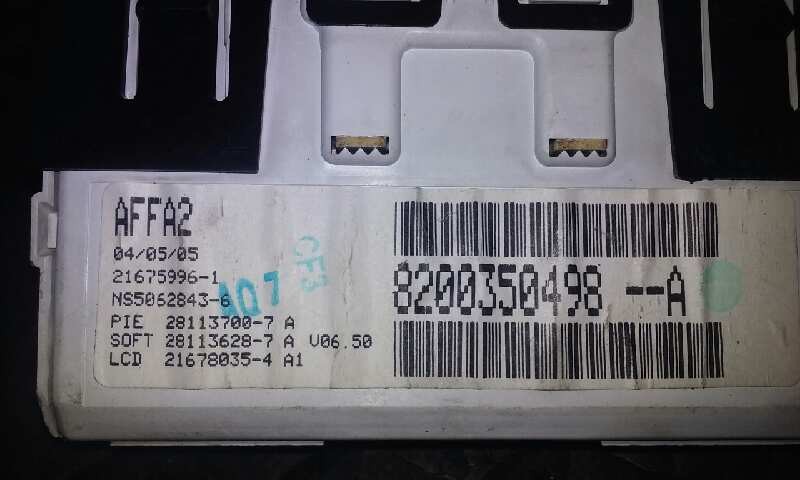 AFFA2
04/05/05
21675996-1
NS5062843-6
PIE 28113700-7 A
SOFT 28113628-7 A V06.50
LCD 21678035-4 A1
CF3
AQ7
8200350498 --A